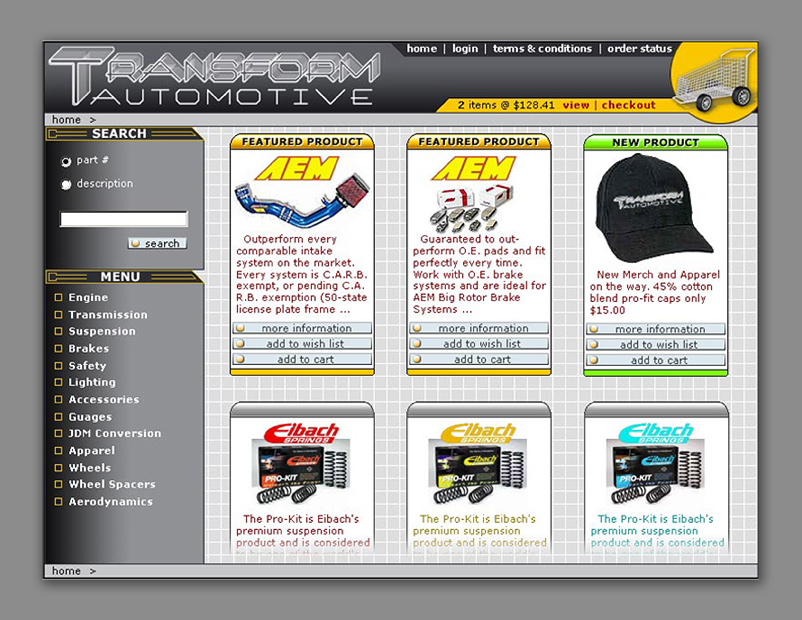 TRANSFORM
AUTOMOTIVE
home | login | terms & conditions | order status
2 items @ $128.41 view | checkout
home >
SEARCH
part #
description
search
MENU
Engine
Transmission
Suspension
Brakes
Safety
Lighting
Accessories
Guages
JDM Conversion
Apparel
Wheels
Wheel Spacers
Aerodynamics
FEATURED PRODUCT
AEM
Outperform every
comparable intake
system on the market.
Every system is C.A.R.B.
exempt, or pending C.A.
R.B. exemption (50-state
license plate frame ...
more information
add to wish list
add to cart
FEATURED PRODUCT
AEM
Guaranteed to out-
perform O.E. pads and fit
perfectly every time.
Work with O.E. brake
systems and are ideal for
AEM Big Rotor Brake
Systems ...
more information
add to wish list
add to cart
NEW PRODUCT
TRANSFORM
AUTOMOTIVE
New Merch and Apparel
on the way. 45% cotton
blend pro-fit caps only
$15.00
more information
add to wish list
add to cart
Eibach
SPRINGS
PRO-KIT
The Pro-Kit is Eibach's
premium suspension
product and is considered
Eibach
SPRINGS
PRO-KIT
The Pro-Kit is Eibach's
premium suspension
product and is considered
Eibach
SPRINGS
PRO-KIT
The Pro-Kit is Eibach's
premium suspension
product and is considered
home >